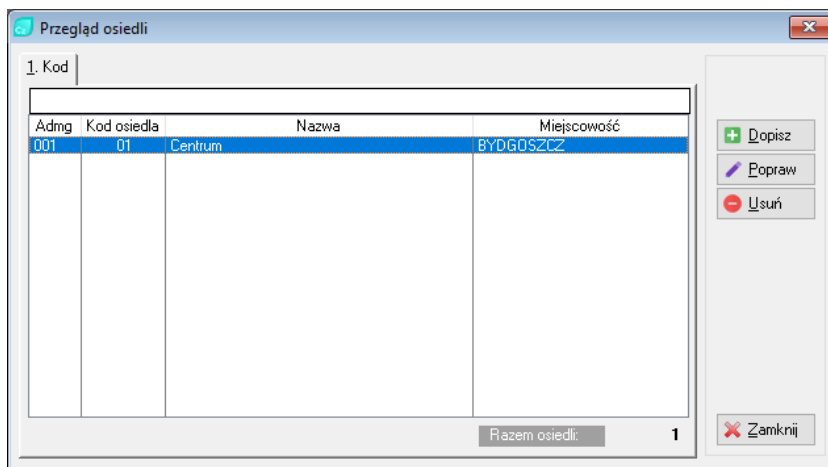 Przegląd osiedli
1. Kod
Admg Kod osiedla Nazwa Miejscowość
001 01 Centrum BYDGOSZCZ
Dopisz
Popraw
Usuń
Razem osiedli: 1
Zamknij